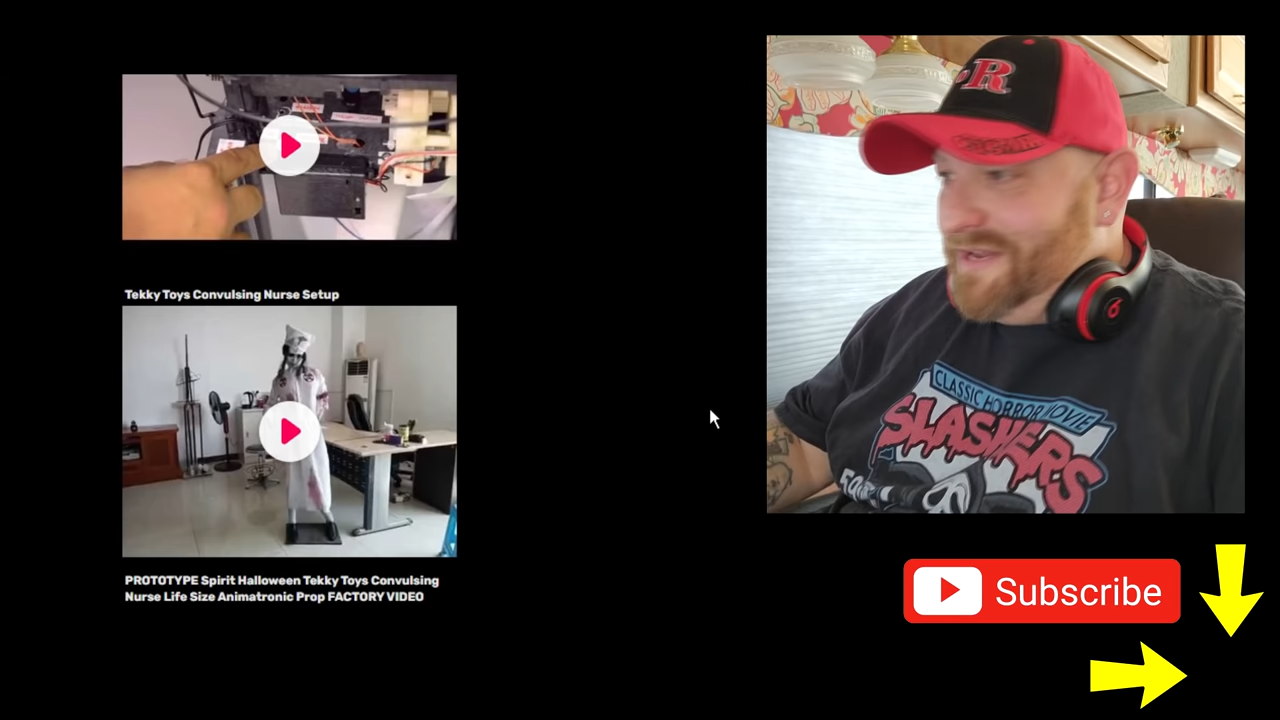 Tekky Toys Convulsing Nurse Setup
PROTOTYPE Spirit Halloween Tekky Toys Convulsing
Nurse Life Size Animatronic Prop FACTORY VIDEO
R
CLASSIC HORROR MOVIE
SLASHERS
Subscribe